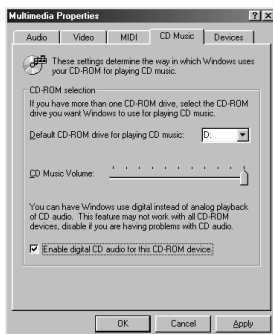 Multimedia Properties
Audio Video MIDI CD Music Devices
These settings determine the way in which Windows uses
your CD-ROM for playing CD music.
CD-ROM selection
If you have more than one CD-ROM drive, select the CD-ROM
drive you want Windows to use for playing CD music.
Default CD-ROM drive for playing CD music: D:
CD Music Volume:
You can have Windows use digital instead of analog playback
of CD audio. This feature may not work with all CD-ROM
devices, disable if you are having problems with CD audio.
Enable digital CD audio for this CD-ROM device.
OK Cancel Apply